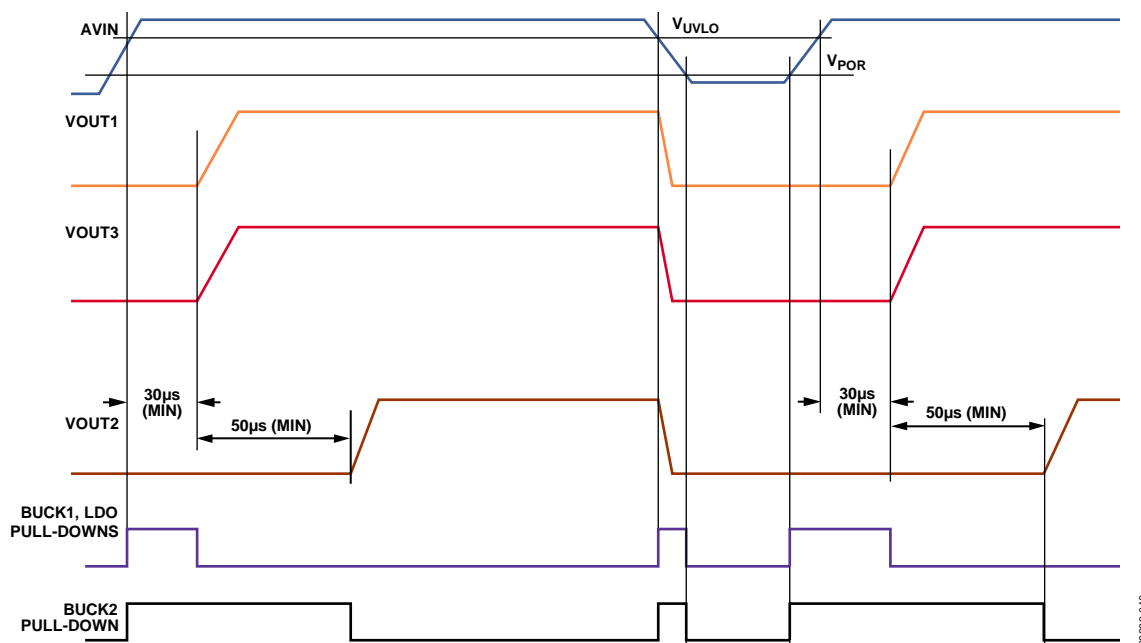 AVIN
VUVLO
VPOR
VOUT1
VOUT3
30µs
(MIN)
30µs
(MIN)
50µs (MIN)
50µs (MIN)
VOUT2
BUCK1, LDO
PULL-DOWNS
BUCK2
PULL-DOWN